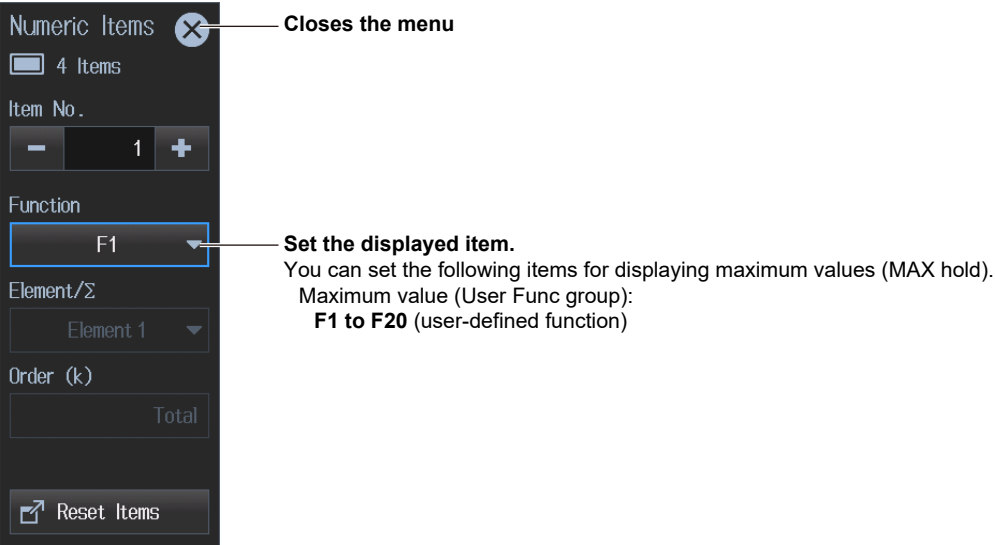 Numeric Items
Closes the menu
4 Items
Item No.
1
Function
F1
Set the displayed item.
You can set the following items for displaying maximum values (MAX hold).
Maximum value (User Func group):
F1 to F20 (user-defined function)
Element/Σ
Element 1
Order (k)
Total
Reset Items